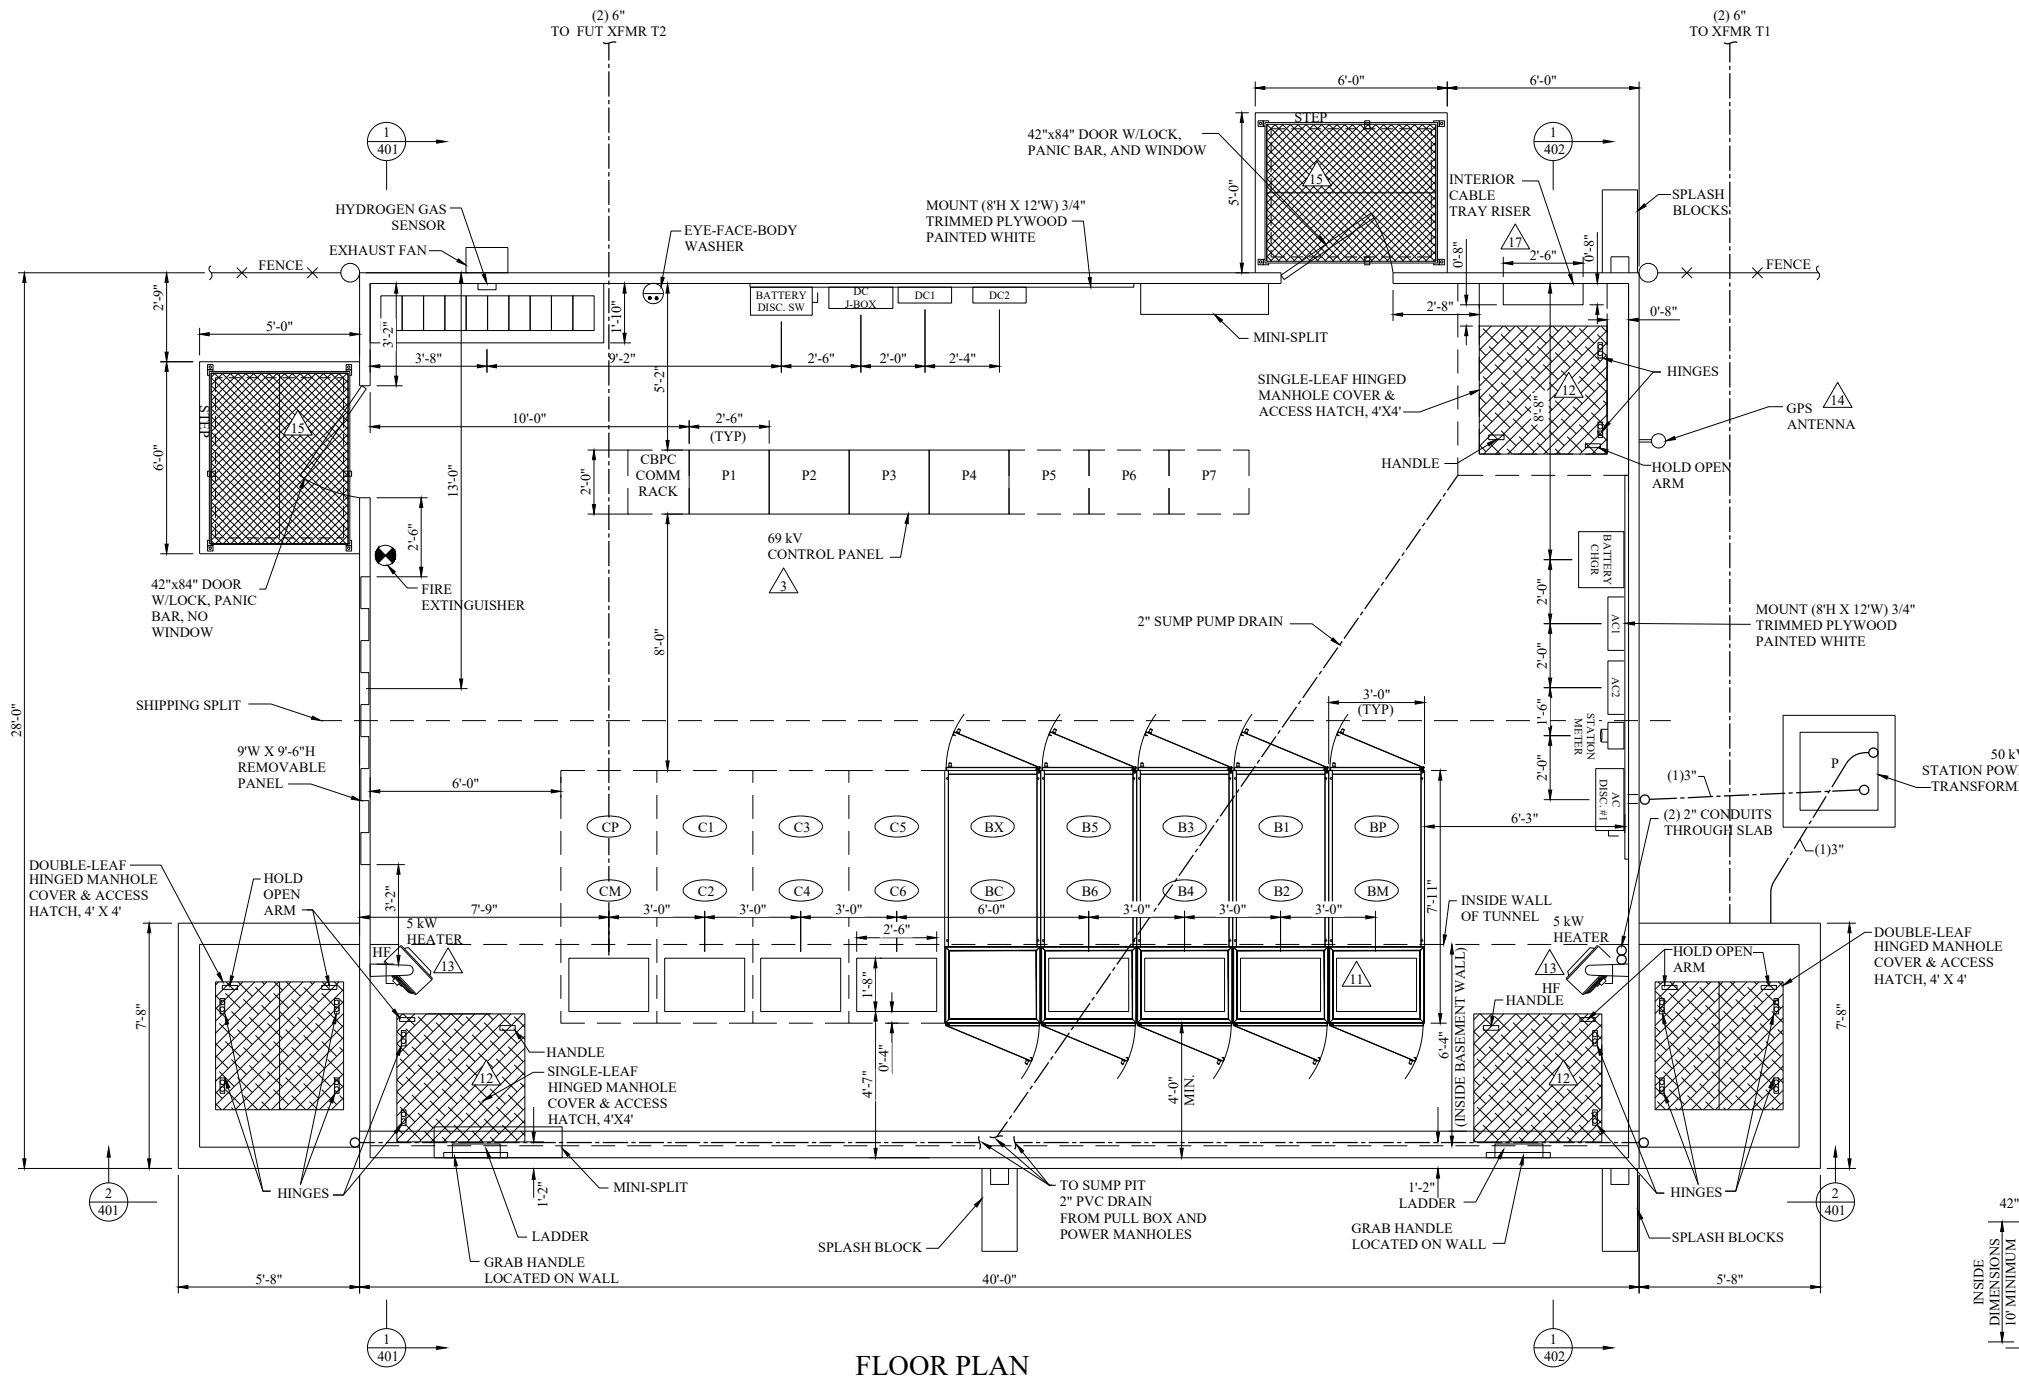 (2) 6"
TO FUT XFMR T2
(2) 6"
TO XFMR T1
6'-0"
6'-0"
1
401
STEP
42"x84" DOOR W/LOCK,
PANIC BAR, AND WINDOW
15
5'-0"
1
402
INTERIOR
CABLE
TRAY RISER
17
SPLASH
BLOCKS
HYDROGEN GAS
SENSOR
EXHAUST FAN
EYE-FACE-BODY
WASHER
MOUNT (8'H X 12'W) 3/4"
TRIMMED PLYWOOD
PAINTED WHITE
0'-8"
2'-6"
0'-8"
FENCE
FENCE
2'-9"
5'-0"
3'-2"
1'-10"
BATTERY
DISC. SW
DC
J-BOX
DC1
DC2
2'-8"
0'-8"
MINI-SPLIT
3'-8"
9'-2"
2'-6"
2'-0"
2'-4"
5'-2"
SINGLE-LEAF HINGED
MANHOLE COVER &
ACCESS HATCH, 4'X4'
12
8'-8"
HINGES
GPS
ANTENNA
14
STEP
15
6'-0"
10'-0"
2'-6"
(TYP)
HANDLE
HOLD OPEN
ARM
13'-0"
2'-0"
CBPC
COMM
RACK
P1
P2
P3
P4
P5
P6
P7
2'-6"
69 kV
CONTROL PANEL
3
FIRE
EXTINGUISHER
42"x84" DOOR
W/LOCK, PANIC
BAR, NO
WINDOW
BATTERY
CHGR
2'-0"
AC1
MOUNT (8'H X 12'W) 3/4"
TRIMMED PLYWOOD
PAINTED WHITE
2" SUMP PUMP DRAIN
8'-0"
2'-0"
AC2
28'-0"
SHIPPING SPLIT
3'-0"
(TYP)
1'-6"
STATION
METER
9'W X 9'-6"H
REMOVABLE
PANEL
6'-0"
2'-0"
AC
DISC. #1
(1)3"
P
50 kV
STATION POWE
TRANSFORME
6'-3"
(2) 2" CONDUITS
THROUGH SLAB
(1)3"
CP
C1
C3
C5
BX
B5
B3
B1
BP
CM
C2
C4
C6
BC
B6
B4
B2
BM
DOUBLE-LEAF
HINGED MANHOLE
COVER & ACCESS
HATCH, 4' X 4'
HOLD
OPEN
ARM
3'-2"
7'-9"
3'-0"
3'-0"
3'-0"
6'-0"
3'-0"
3'-0"
3'-0"
7'-11"
INSIDE WALL
OF TUNNEL
5 kW
HEATER
HF
13
2'-6"
1'-8"
11
5 kW
HEATER
13
HF
HOLD OPEN
ARM
DOUBLE-LEAF
HINGED MANHOLE
COVER & ACCESS
HATCH, 4' X 4'
7'-8"
HANDLE
SINGLE-LEAF
HINGED MANHOLE
COVER & ACCESS
HATCH, 4'X4'
12
0'-4"
4'-7"
4'-0"
MIN.
6'-4"
(INSIDE BASEMENT WALL)
HANDLE
12
7'-8"
2
401
HINGES
1'-2"
MINI-SPLIT
LADDER
GRAB HANDLE
LOCATED ON WALL
SPLASH BLOCK
TO SUMP PIT
2" PVC DRAIN
FROM PULL BOX AND
POWER MANHOLES
1'-2"
LADDER
GRAB HANDLE
LOCATED ON WALL
HINGES
SPLASH BLOCKS
2
401
42"
INSIDE
DIMENSIONS
10' MINIMUM
5'-8"
40'-0"
5'-8"
1
401
1
402
FLOOR PLAN